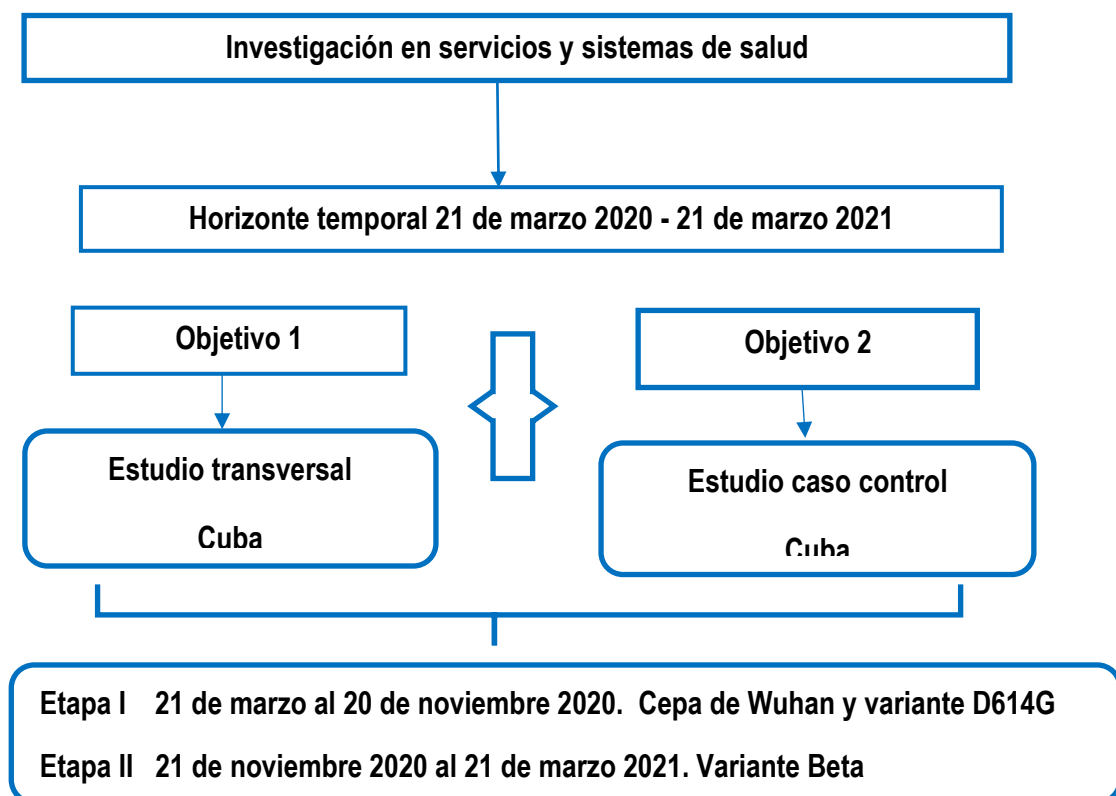 Investigación en servicios y sistemas de salud
Horizonte temporal 21 de marzo 2020 - 21 de marzo 2021
Objetivo 1
Objetivo 2
Estudio transversal
Cuba
Estudio caso control
Cuba
Etapa I 21 de marzo al 20 de noviembre 2020. Cepa de Wuhan y variante D614G
Etapa II 21 de noviembre 2020 al 21 de marzo 2021. Variante Beta